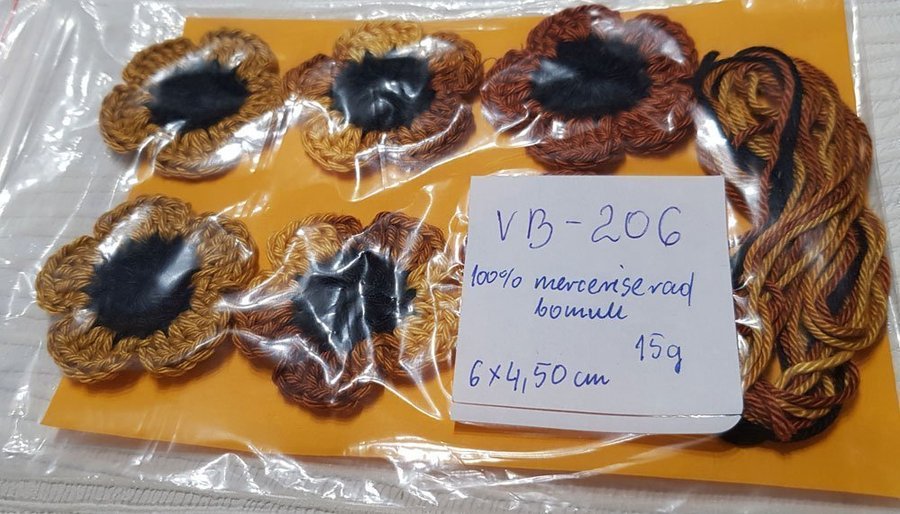 VB-206
100% merceriserad
bomull
15g
6x4,50 cm